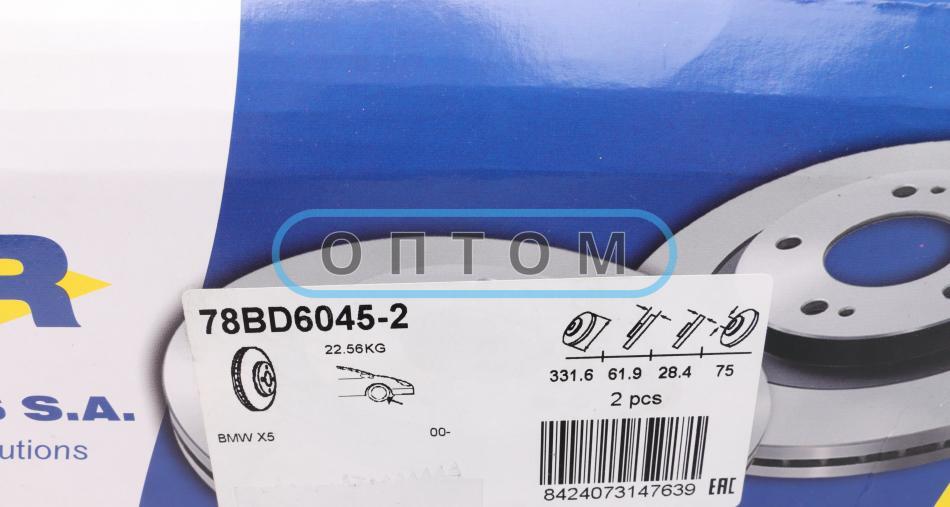 ОПТОМ
R
s S.A.
utions
78BD6045-2
22.56KG
331.6 61.9 28.4 75
2 pcs
BMW X5 00-
8424073147639 EAC